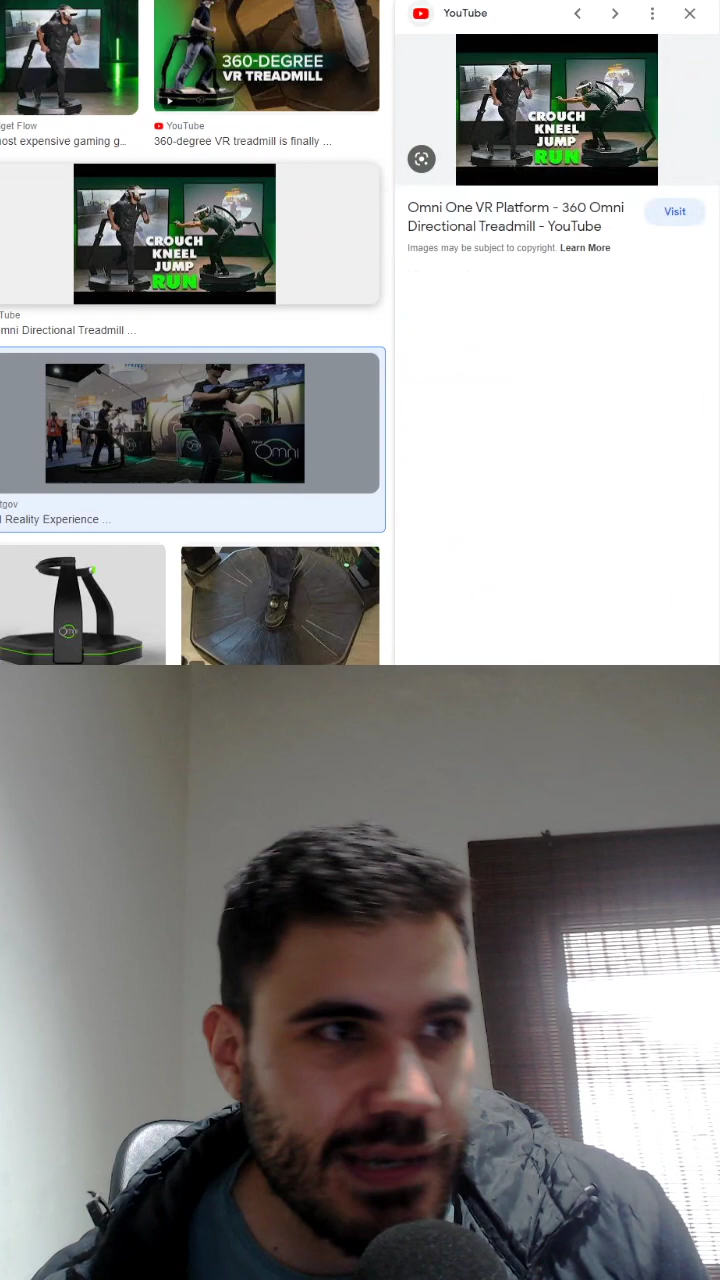 YouTube
360-DEGREE
VR TREADMILL
get Flow
ost expensive gaming g...
YouTube
360-degree VR treadmill is finally ...
CROUCH
KNEEL
JUMP
RUN
CROUCH
KNEEL
JUMP
RUN
Omni One VR Platform - 360 Omni
Directional Treadmill - YouTube
Visit
Images may be subject to copyright. Learn More
Tube
mni Directional Treadmill ...
Omni
tgov
l Reality Experience ...
Omni